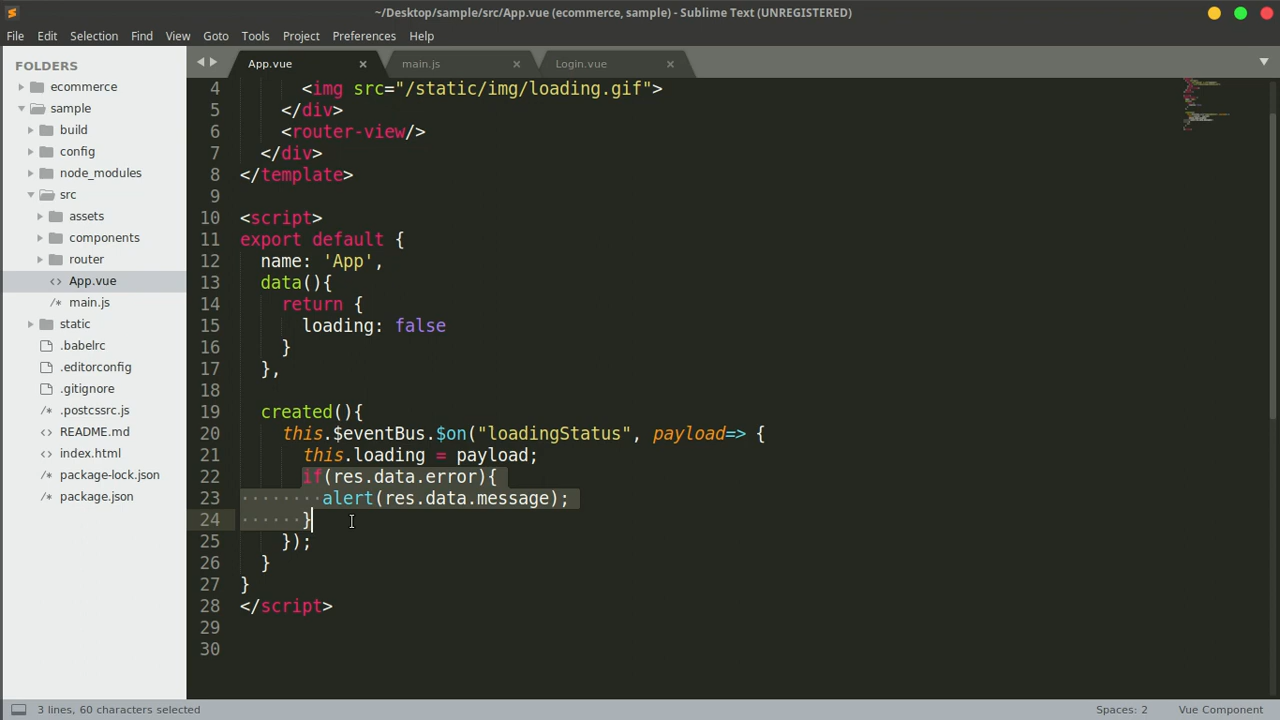 ~/Desktop/sample/src/App.vue (ecommerce, sample) - Sublime Text (UNREGISTERED)
File Edit Selection Find View Goto Tools Project Preferences Help
FOLDERS
ecommerce
sample
build
config
node_modules
src
assets
components
router
App.vue
main.js
static
.babelrc
.editorconfig
.gitignore
.postcssrc.js
README.md
index.html
package-lock.json
package.json
App.vue × main.js × Login.vue ×
4 <img src="/static/img/loading.gif">
5 </div>
6 <router-view/>
7 </div>
8 </template>
9
10 <script>
11 export default {
12 name: 'App',
13 data(){
14 return {
15 loading: false
16 }
17 },
18
19 created(){
20 this.$eventBus.$on("loadingStatus", payload=> {
21 this.loading = payload;
22 if(res.data.error){
23 alert(res.data.message);
24 }
25 });
26 }
27 }
28 </script>
29
30
3 lines, 60 characters selected
Spaces: 2 Vue Component